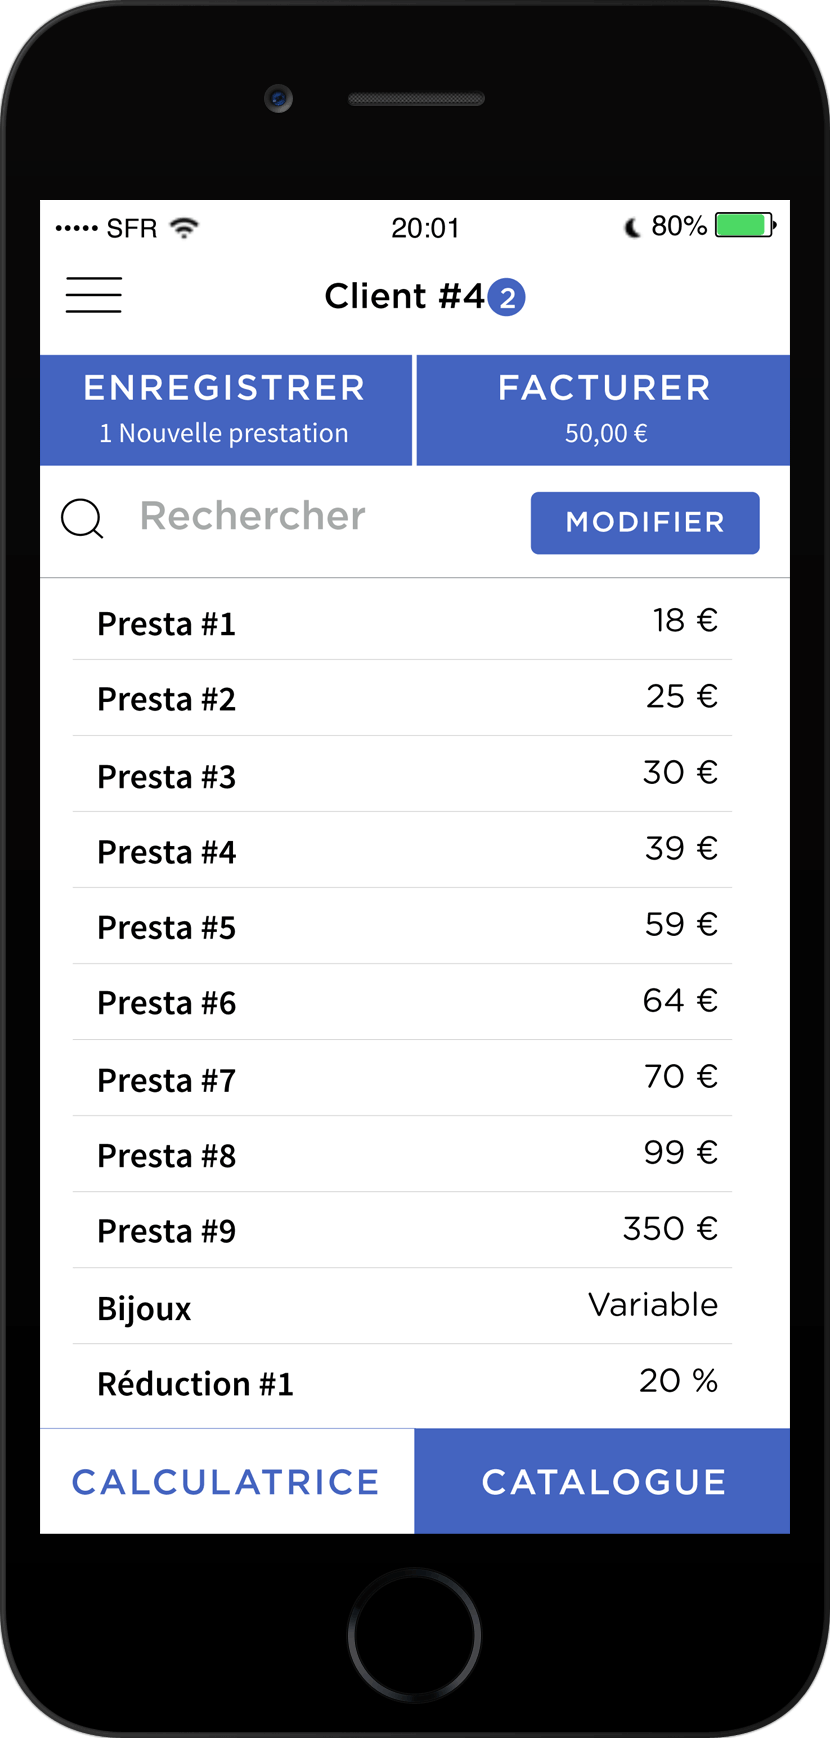 ••••• SFR 20:01 80%
Client #4 2
ENREGISTRER FACTURER
1 Nouvelle prestation 50,00 €
Rechercher MODIFIER
Presta #1 18 €
Presta #2 25 €
Presta #3 30 €
Presta #4 39 €
Presta #5 59 €
Presta #6 64 €
Presta #7 70 €
Presta #8 99 €
Presta #9 350 €
Bijoux Variable
Réduction #1 20 %
CALCULATRICE CATALOGUE